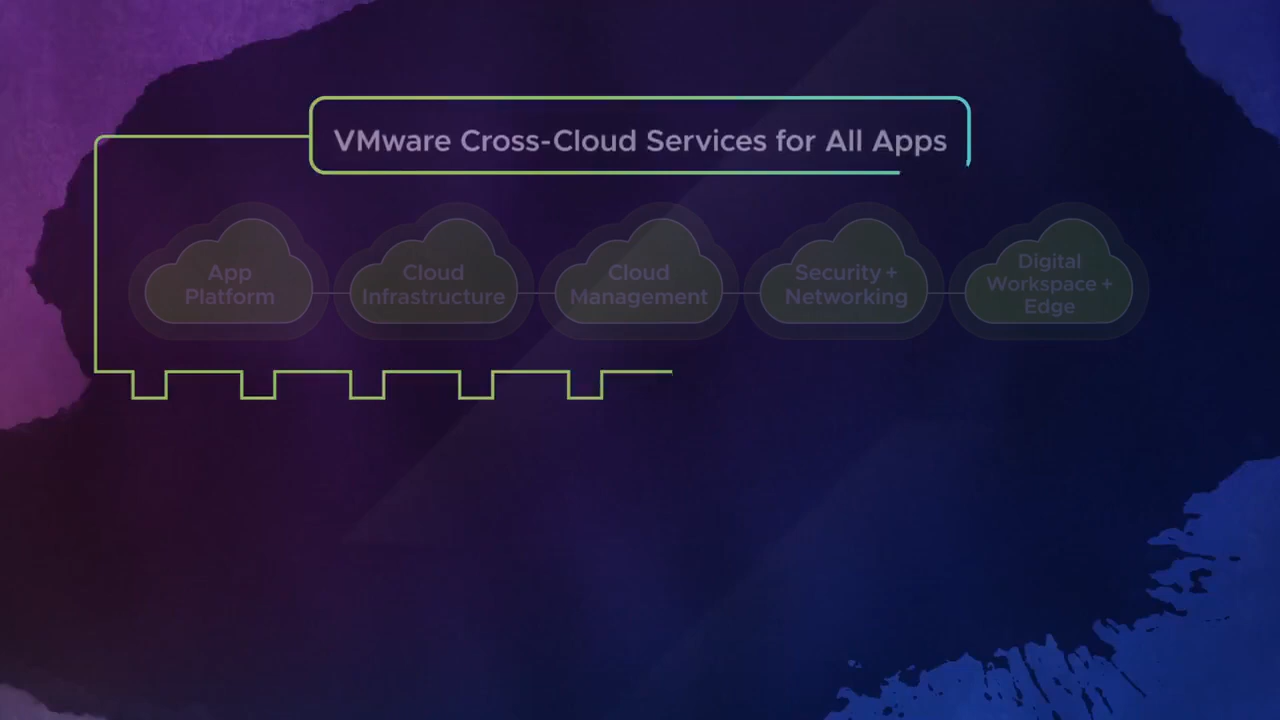 VMware Cross-Cloud Services for All Apps
App
Platform
Cloud
Infrastructure
Cloud
Management
Security +
Networking
Digital
Workspace +
Edge